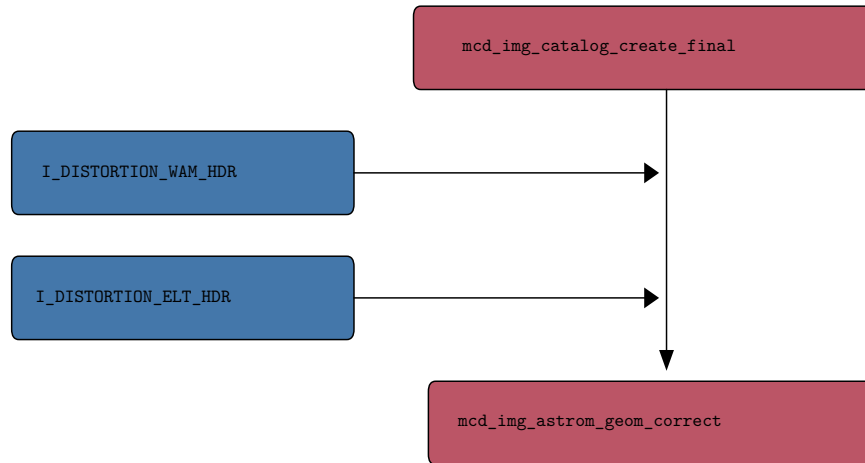 mcd_img_catalog_create_final
I_DISTORTION_WAM_HDR
I_DISTORTION_ELT_HDR
mcd_img_astrom_geom_correct